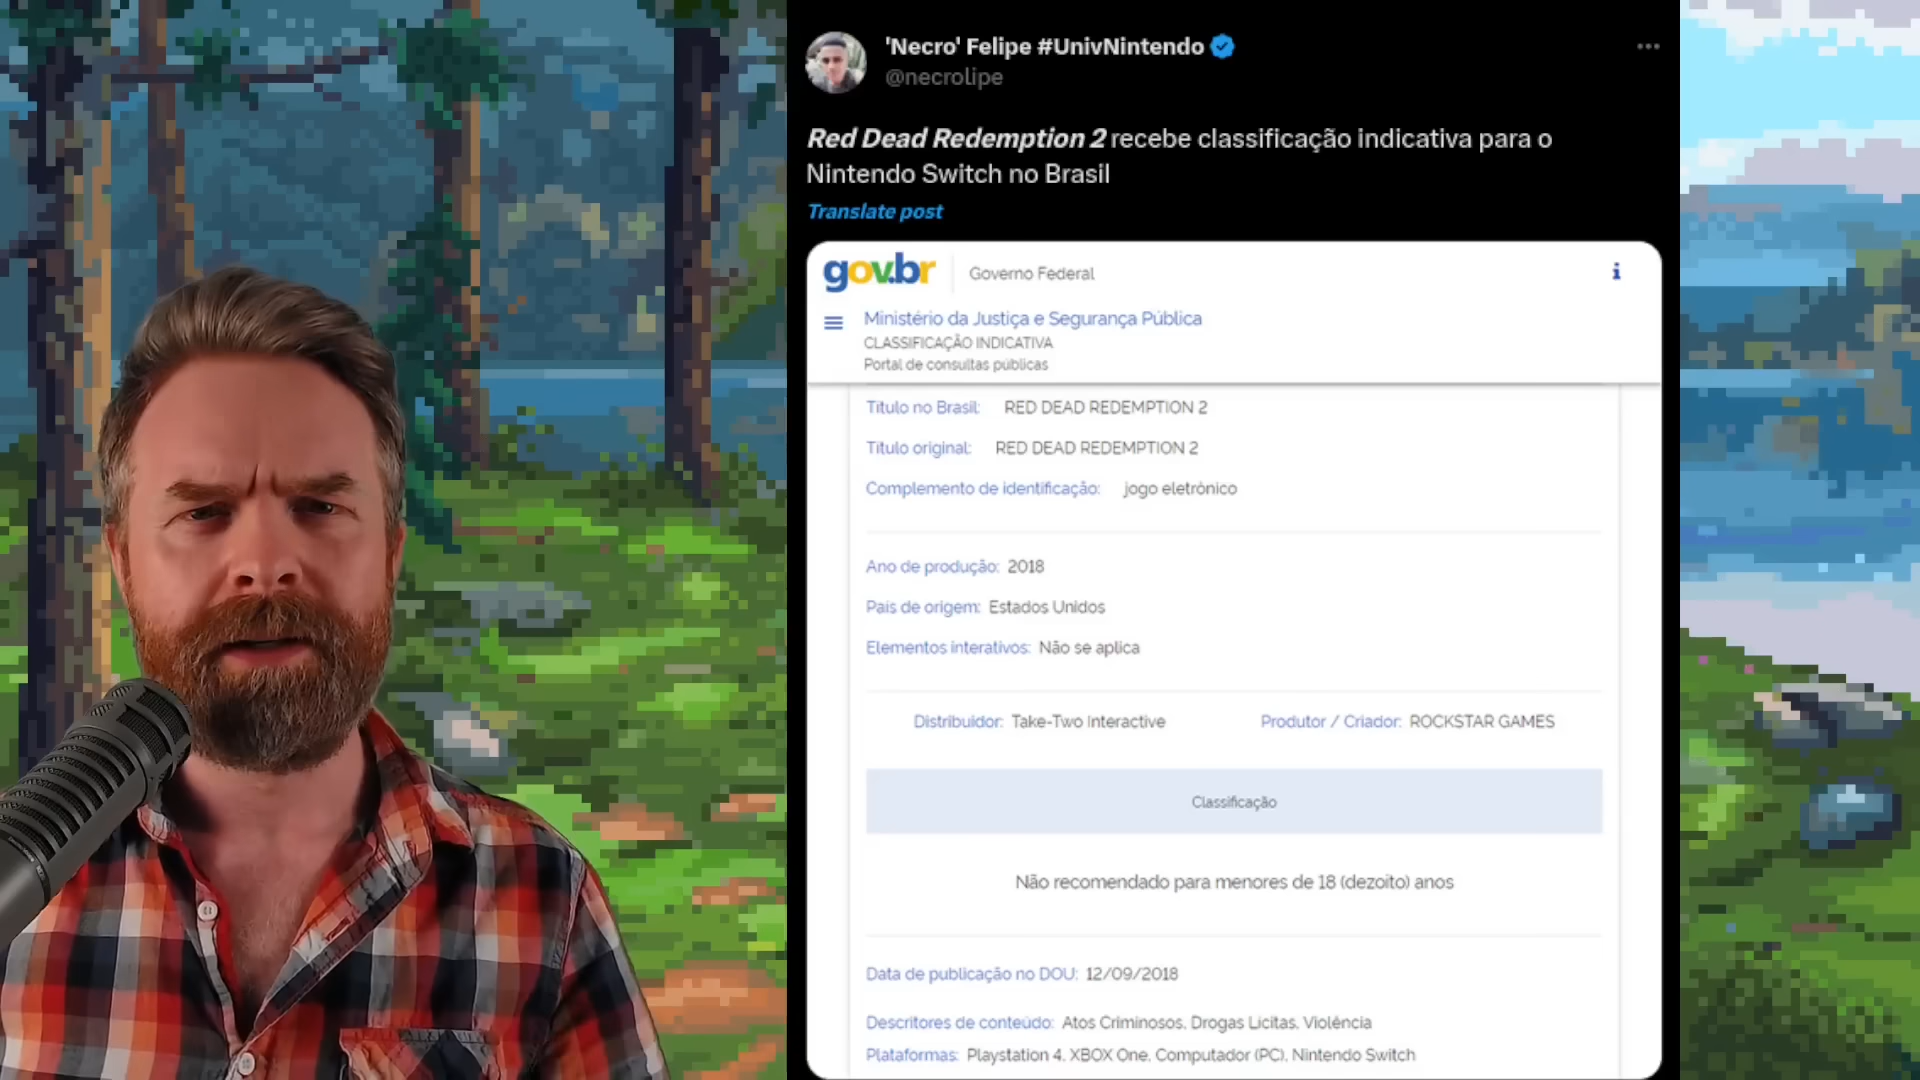 'Necro' Felipe #UnivNintendo
@necrolipe
Red Dead Redemption 2 recebe classificação indicativa para o
Nintendo Switch no Brasil
Translate post
gov.br Governo Federal
Ministério da Justiça e Segurança Pública
CLASSIFICAÇÃO INDICATIVA
Portal de consultas públicas
Título no Brasil: RED DEAD REDEMPTION 2
Título original: RED DEAD REDEMPTION 2
Complemento de identificação: jogo eletrônico
Ano de produção: 2018
País de origem: Estados Unidos
Elementos interativos: Não se aplica
Distribuidor: Take-Two Interactive Produtor / Criador: ROCKSTAR GAMES
Classificação
Não recomendado para menores de 18 (dezoito) anos
Data de publicação no DOU: 12/09/2018
Descritores de conteúdo: Atos Criminosos, Drogas Lícitas, Violência
Plataformas: Playstation 4, XBOX One, Computador (PC), Nintendo Switch